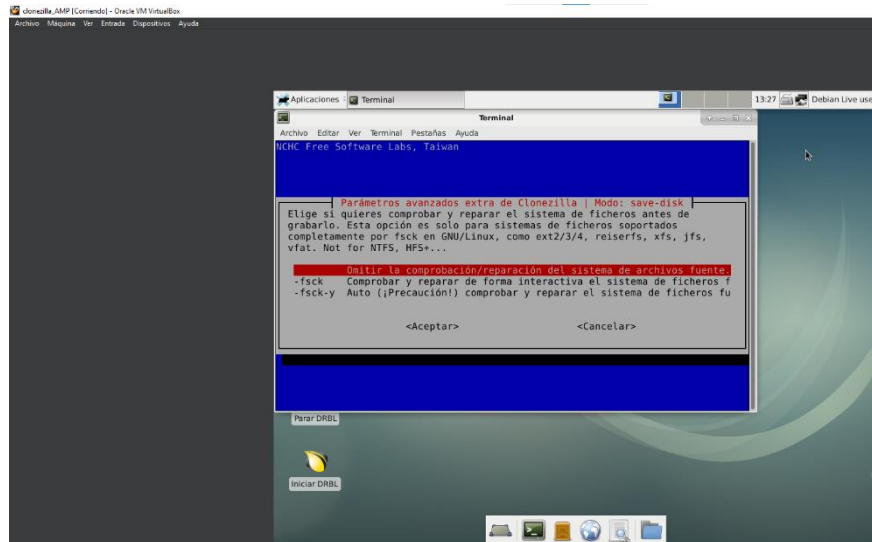 clonezilla_AMP [Corriendo] - Oracle VM VirtualBox
Archivo Máquina Ver Entrada Dispositivos Ayuda
Aplicaciones Terminal 13:27 Debian Live use
Terminal
Archivo Editar Ver Terminal Pestañas Ayuda
NCHC Free Software Labs, Taiwan
Parámetros avanzados extra de Clonezilla | Modo: save-disk
Elige si quieres comprobar y reparar el sistema de ficheros antes de
grabarlo. Esta opción es solo para sistemas de ficheros soportados
completamente por fsck en GNU/Linux, como ext2/3/4, reiserfs, xfs, jfs,
vfat. Not for NTFS, HFS+...
Omitir la comprobación/reparación del sistema de archivos fuente.
-fsck Comprobar y reparar de forma interactiva el sistema de ficheros f
-fsck-y Auto (¡Precaución!) comprobar y reparar el sistema de ficheros fu
<Aceptar> <Cancelar>
Parar DRBL
Iniciar DRBL